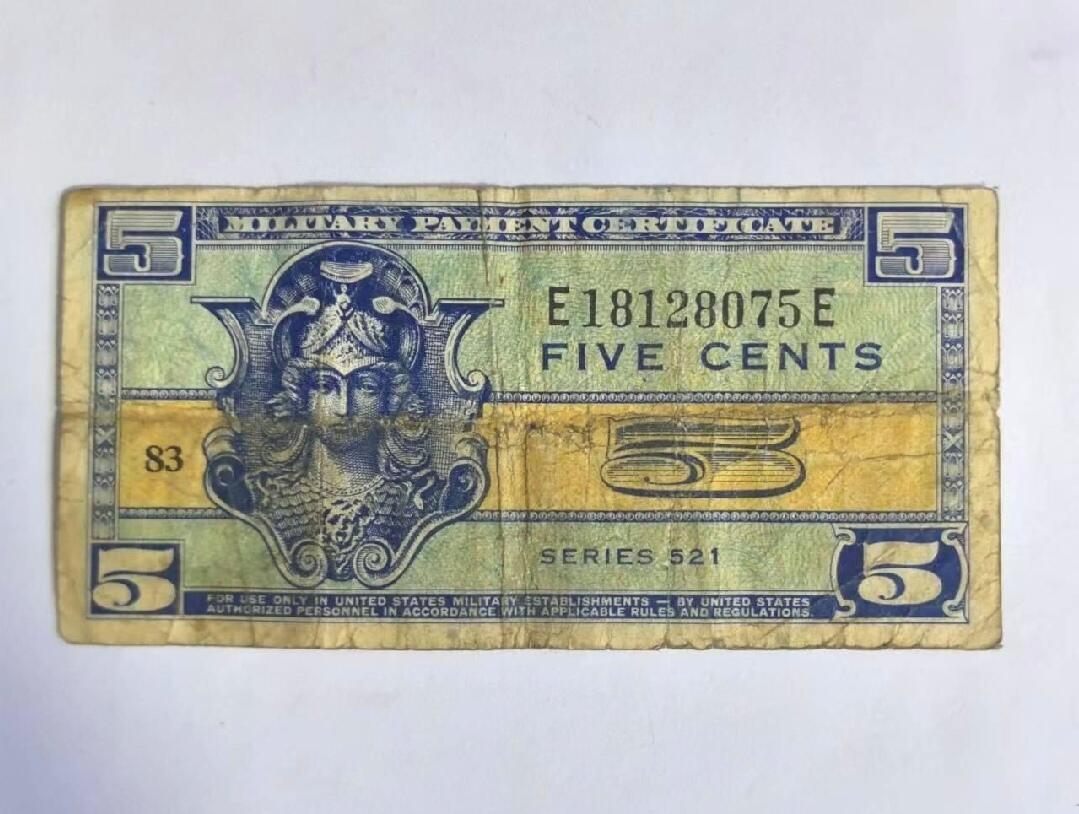 5 MILITARY PAYMENT CERTIFICATE 5
E18128075E
FIVE CENTS
83 5
SERIES 521
5 5
FOR USE ONLY IN UNITED STATES MILITARY ESTABLISHMENTS — BY UNITED STATES
AUTHORIZED PERSONNEL IN ACCORDANCE WITH APPLICABLE RULES AND REGULATIONS.